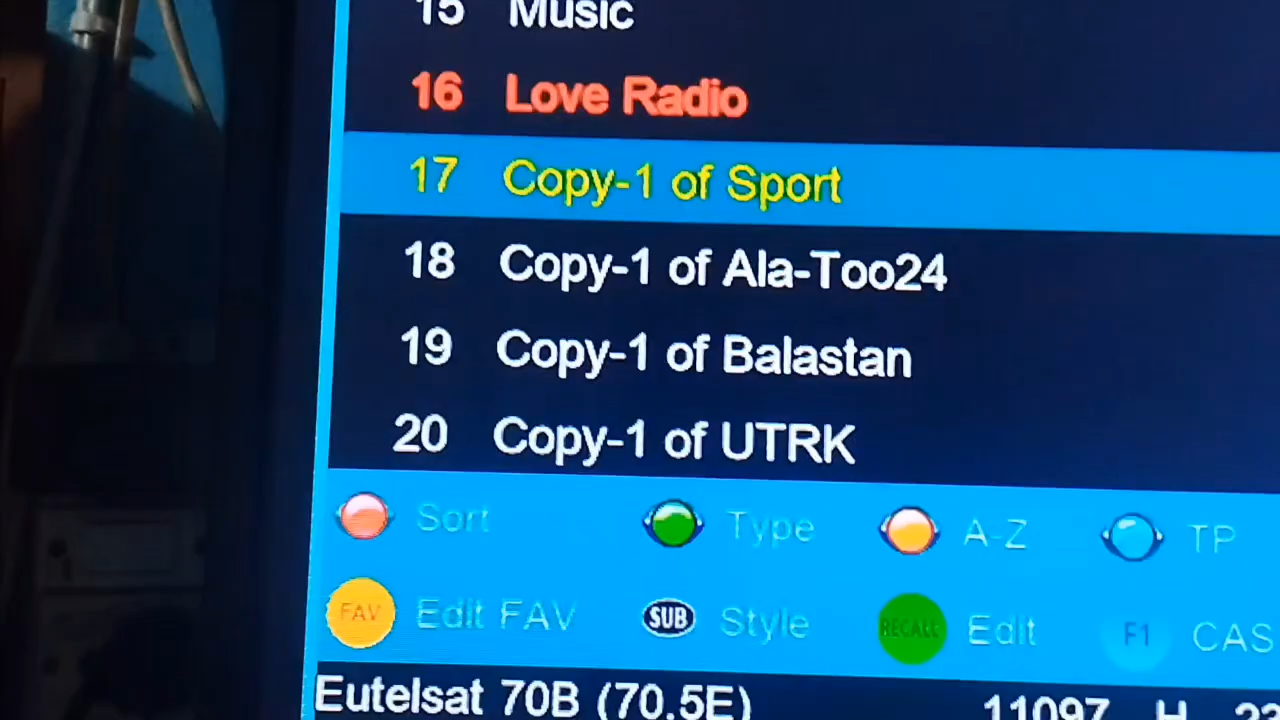 15 Music
16 Love Radio
17 Copy-1 of Sport
18 Copy-1 of Ala-Too24
19 Copy-1 of Balastan
20 Copy-1 of UTRK
Sort Type A-Z TP
FAV Edit FAV SUB Style RECALL Edit F1 CAS
Eutelsat 70B (70.5E) 11097 H